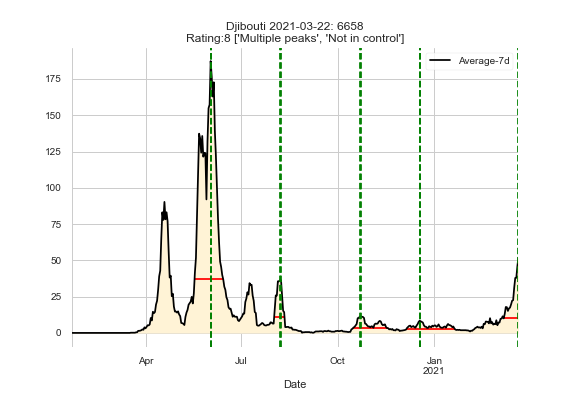 Djibouti 2021-03-22: 6658
Rating:8 ['Multiple peaks', 'Not in control']
Average-7d
175
150
125
100
75
50
25
0
Apr
Jul
Oct
Jan
2021
Date